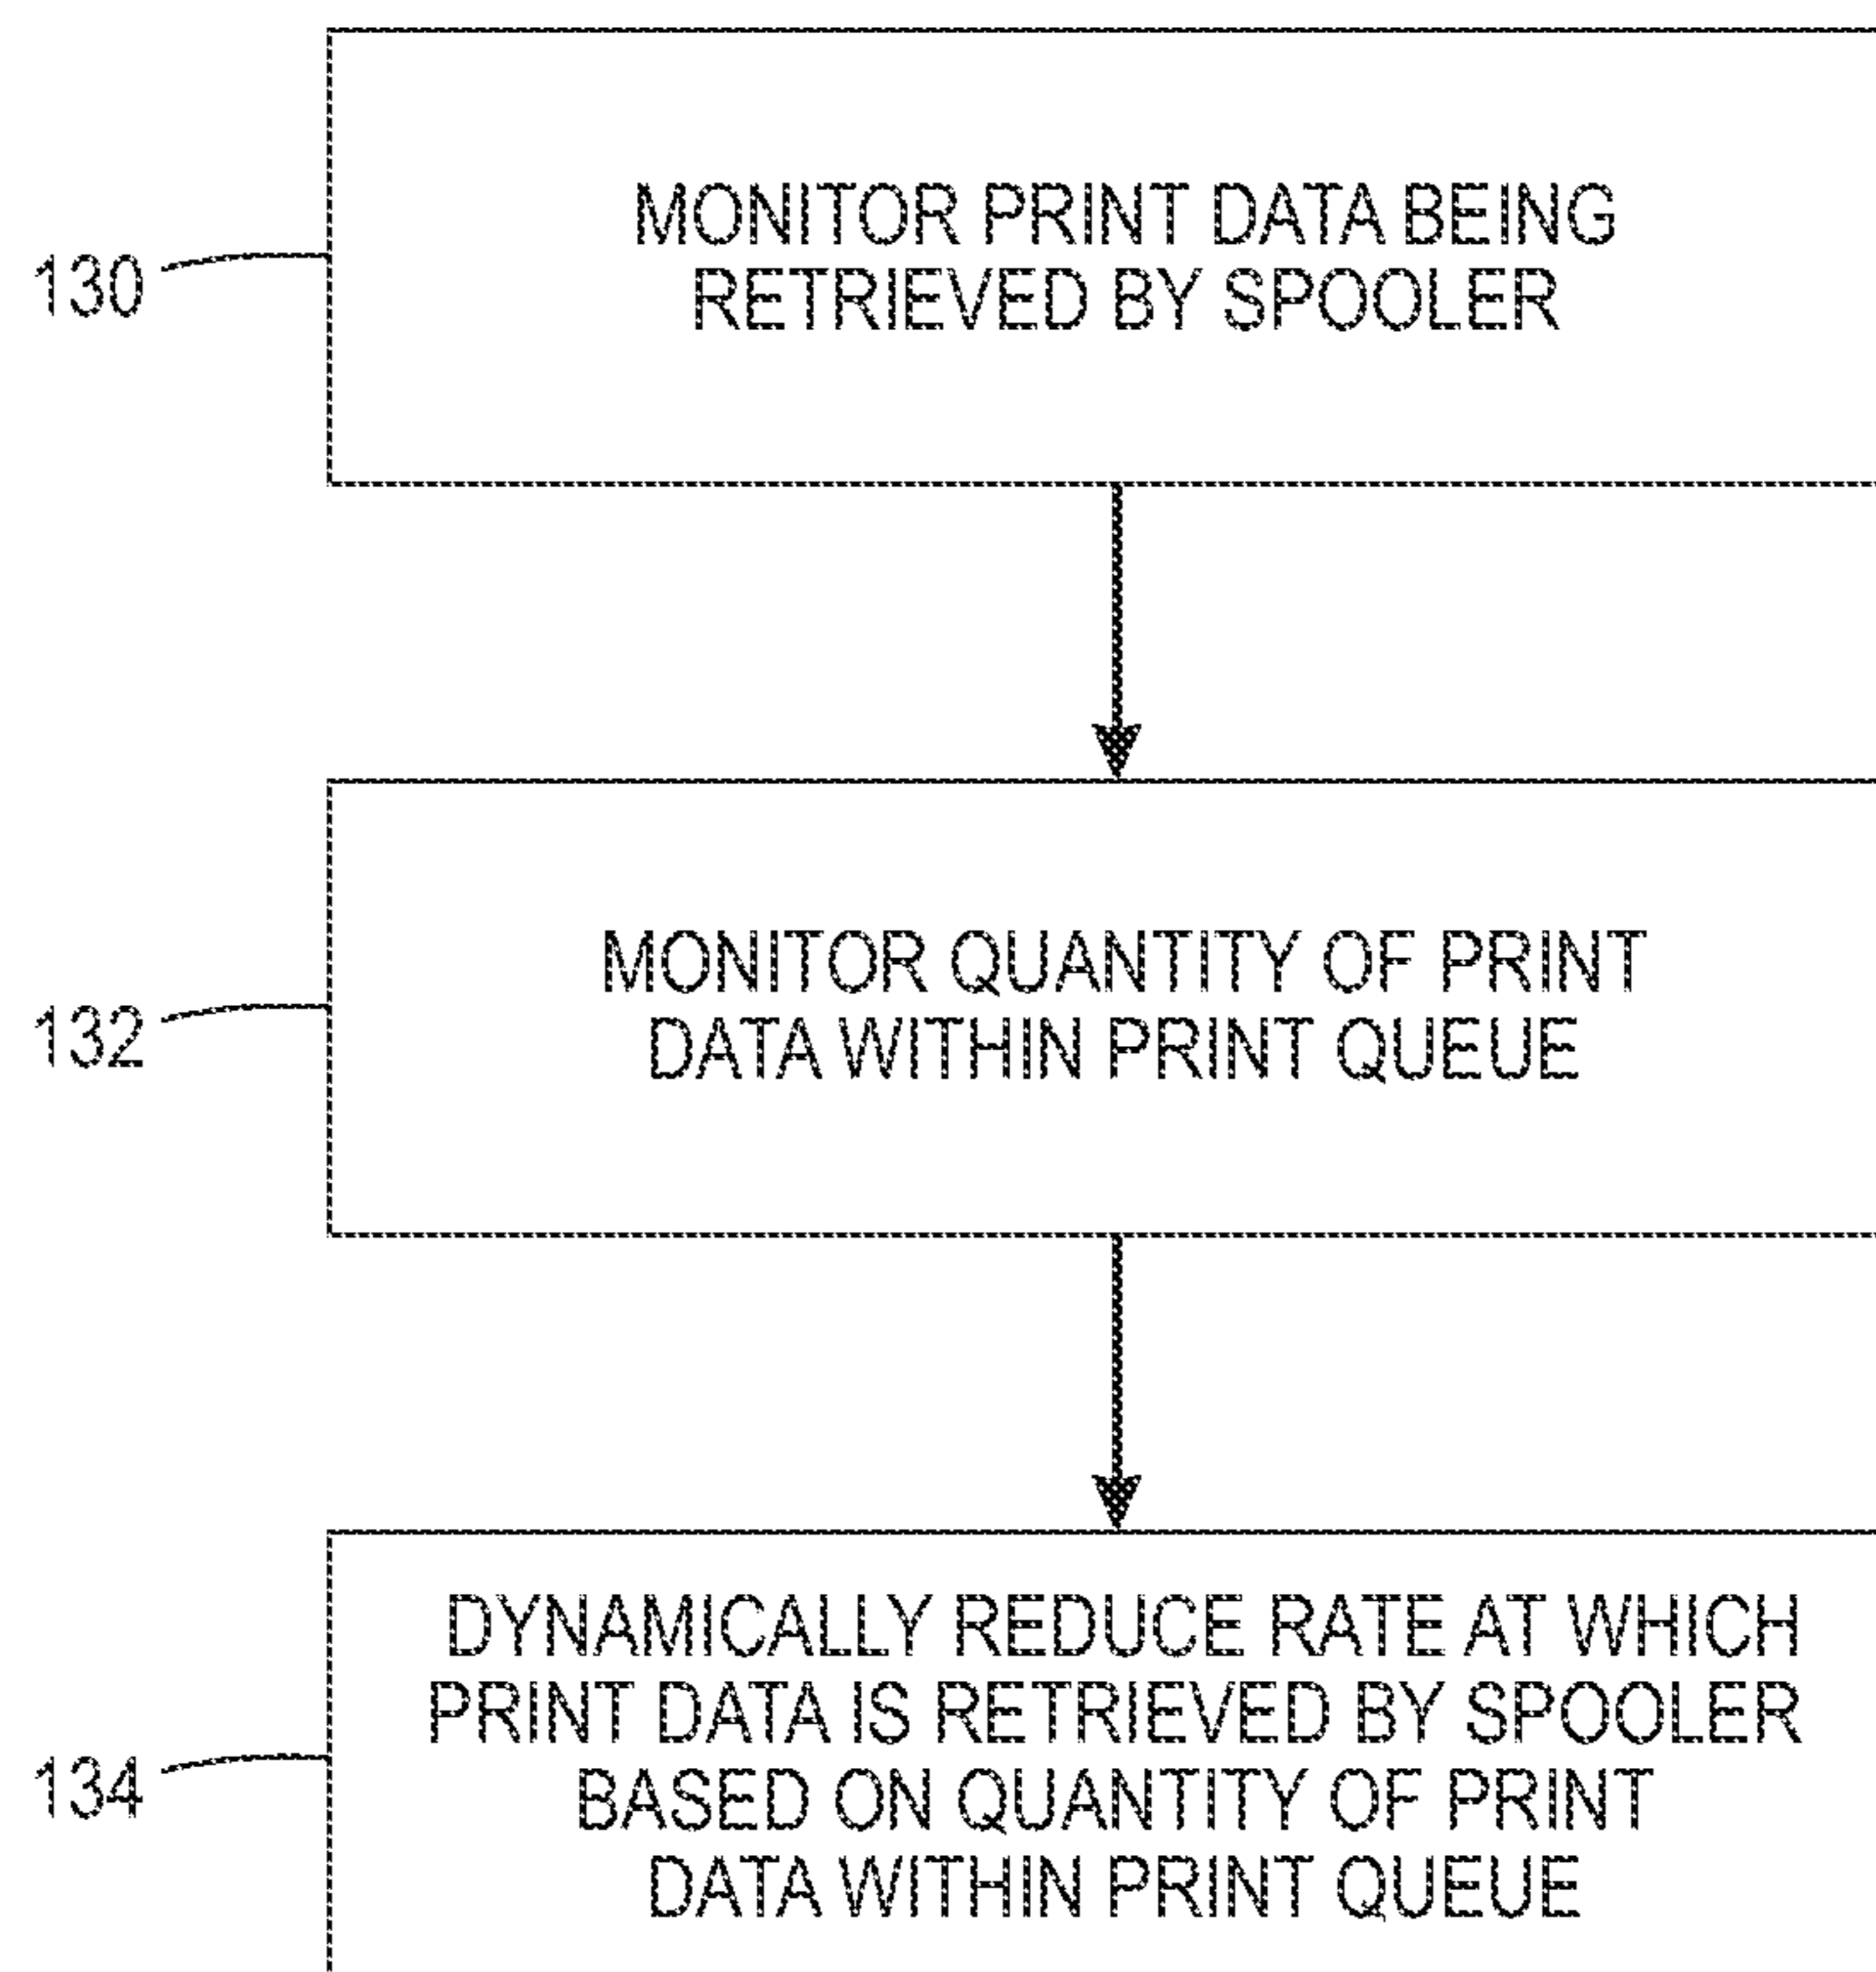 130
MONITOR PRINT DATA BEING
RETRIEVED BY SPOOLER
132
MONITOR QUANTITY OF PRINT
DATA WITHIN PRINT QUEUE
134
DYNAMICALLY REDUCE RATE AT WHICH
PRINT DATA IS RETRIEVED BY SPOOLER
BASED ON QUANTITY OF PRINT
DATA WITHIN PRINT QUEUE